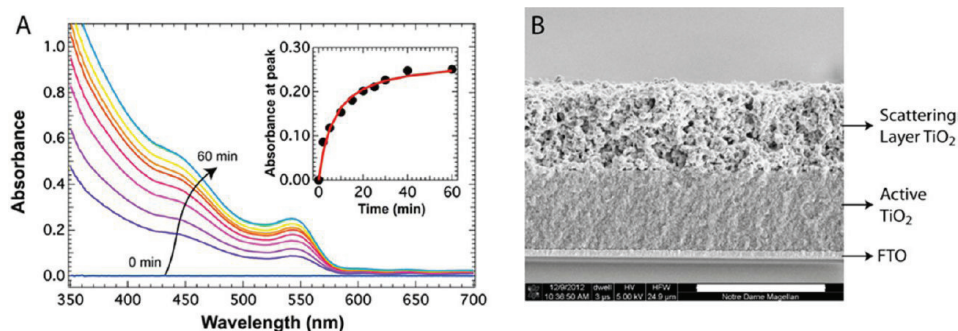 A
Absorbance
1.0
0.8
0.6
0.4
0.2
0.0
350
400
450
500
550
600
650
700
Wavelength (nm)
60 min
0 min
Absorbance at peak
0.30
0.20
0.10
0.00
0
20
40
60
Time (min)
B
Scattering
Layer TiO₂
Active
TiO₂
FTO
12/9/2012 dwell HV HFW
10:36:50 AM 3 µs 5.00 kV 24.9 µm
Notre Dame Magellan